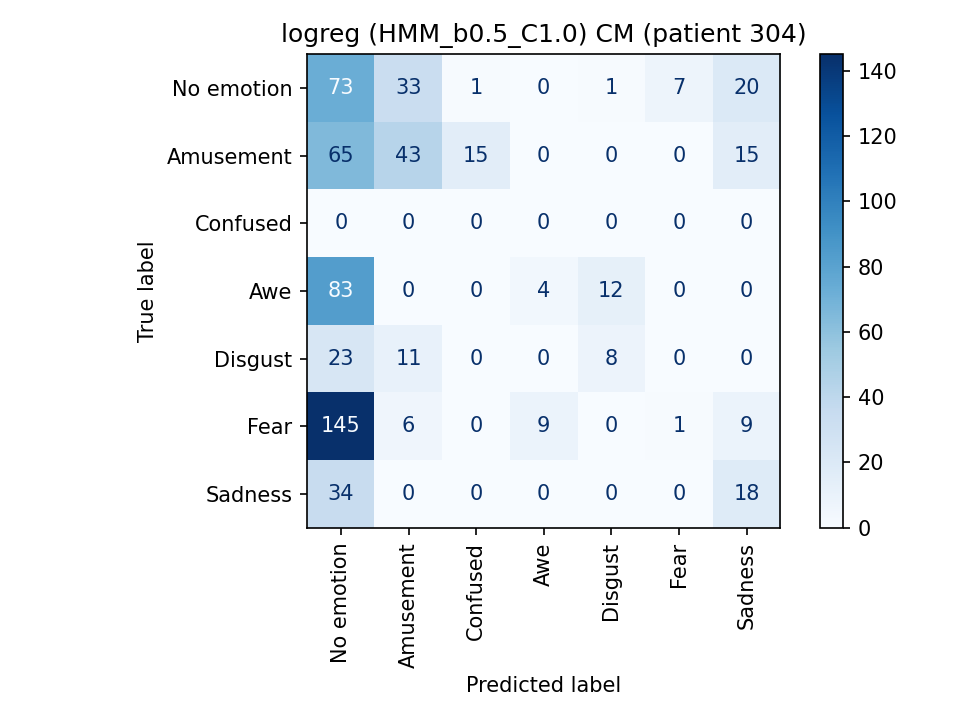 logreg (HMM_b0.5_C1.0) CM (patient 304)
No emotion 73 33 1 0 1 7 20
Amusement 65 43 15 0 0 0 15
Confused 0 0 0 0 0 0 0
Awe 83 0 0 4 12 0 0
Disgust 23 11 0 0 8 0 0
Fear 145 6 0 9 0 1 9
Sadness 34 0 0 0 0 0 18
True label
No emotion
Amusement
Confused
Awe
Disgust
Fear
Sadness
Predicted label
140
120
100
80
60
40
20
0